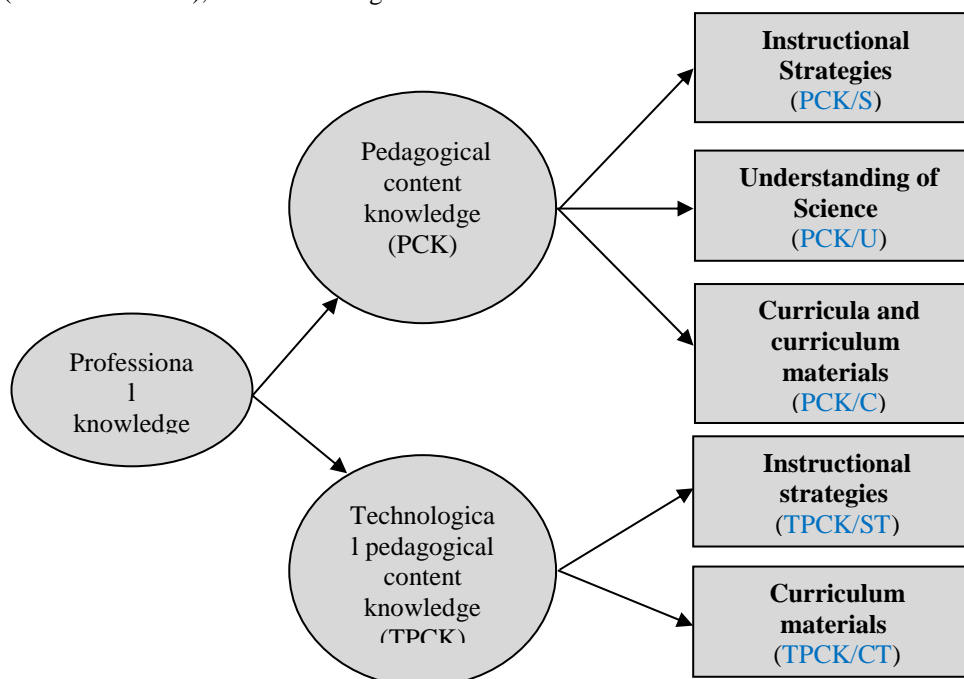 Instructional
Strategies
(PCK/S)
Pedagogical
content
knowledge
(PCK)
Understanding of
Science
(PCK/U)
Curricula and
curriculum
materials
(PCK/C)
Professiona
l
knowledge
Instructional
strategies
(TPCK/ST)
Technologica
l pedagogical
content
knowledge
(TPCK)
Curriculum
materials
(TPCK/CT)